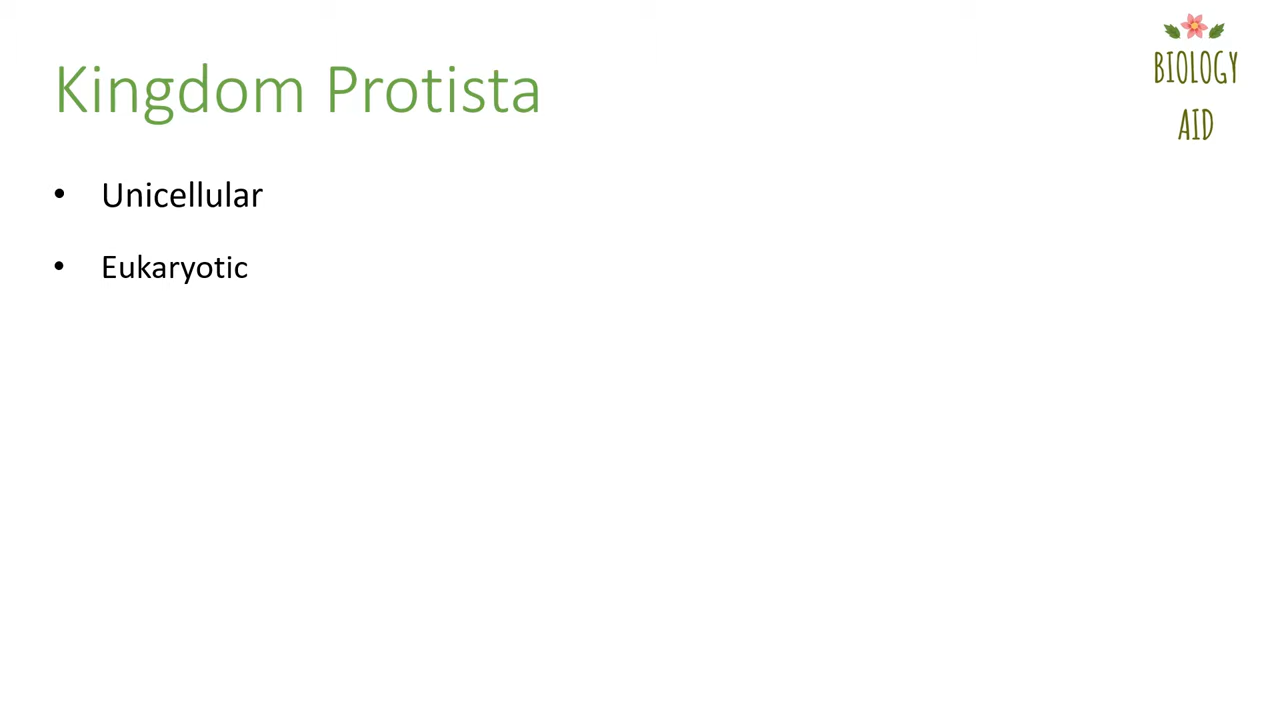 Kingdom Protista
BIOLOGY
AID
• Unicellular
• Eukaryotic